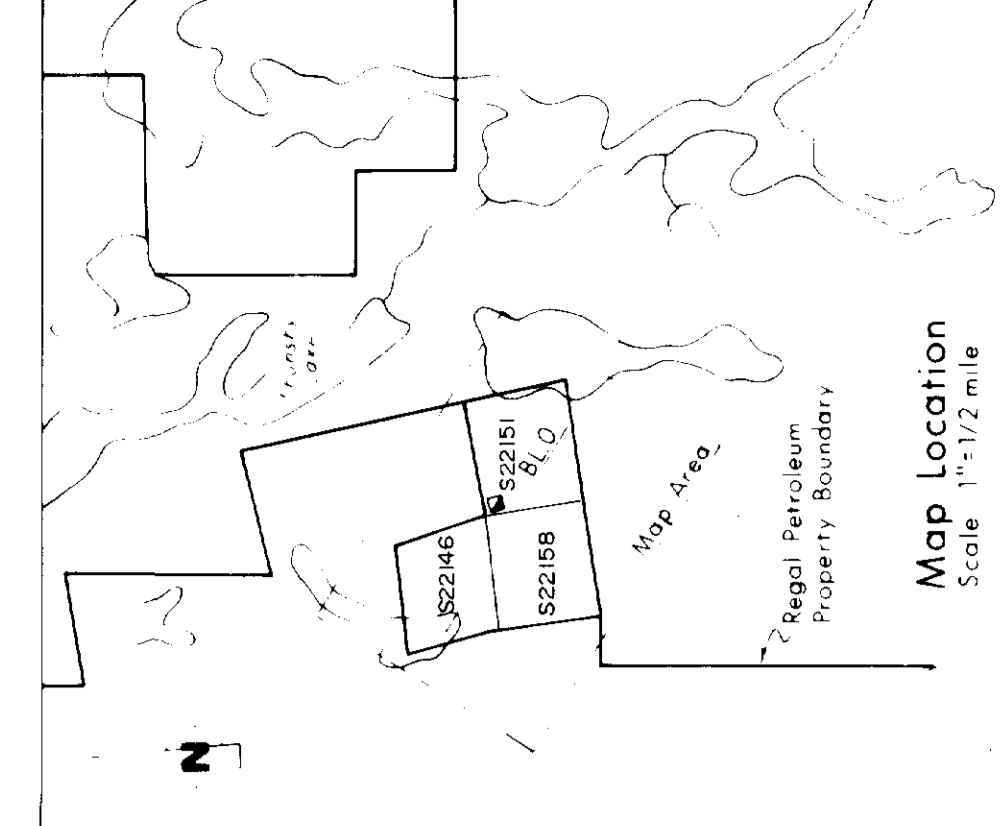 N
S22146
S22151
BLO
S22158
Map Area
Regal Petroleum
Property Boundary
Map Location
Scale 1"=1/2 mile